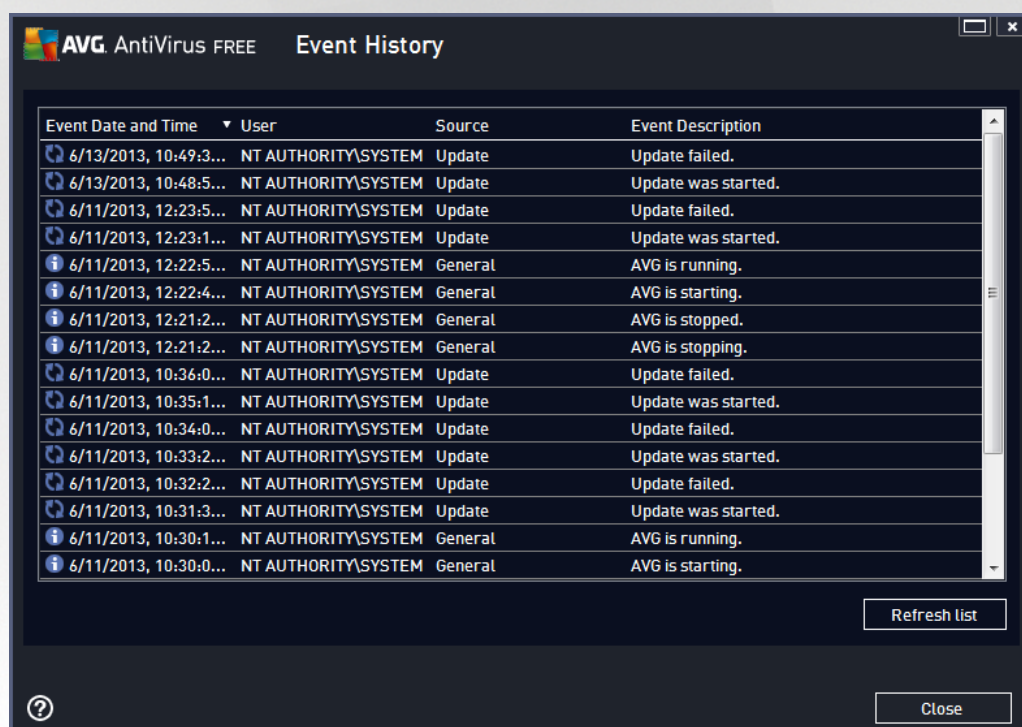 AVG. AntiVirus FREE Event History
Event Date and Time User Source Event Description
6/13/2013, 10:49:3... NT AUTHORITY\SYSTEM Update Update failed.
6/13/2013, 10:48:5... NT AUTHORITY\SYSTEM Update Update was started.
6/11/2013, 12:23:5... NT AUTHORITY\SYSTEM Update Update failed.
6/11/2013, 12:23:1... NT AUTHORITY\SYSTEM Update Update was started.
6/11/2013, 12:22:5... NT AUTHORITY\SYSTEM General AVG is running.
6/11/2013, 12:22:4... NT AUTHORITY\SYSTEM General AVG is starting.
6/11/2013, 12:21:2... NT AUTHORITY\SYSTEM General AVG is stopped.
6/11/2013, 12:21:2... NT AUTHORITY\SYSTEM General AVG is stopping.
6/11/2013, 10:36:0... NT AUTHORITY\SYSTEM Update Update failed.
6/11/2013, 10:35:1... NT AUTHORITY\SYSTEM Update Update was started.
6/11/2013, 10:34:0... NT AUTHORITY\SYSTEM Update Update failed.
6/11/2013, 10:33:2... NT AUTHORITY\SYSTEM Update Update was started.
6/11/2013, 10:32:2... NT AUTHORITY\SYSTEM Update Update failed.
6/11/2013, 10:31:3... NT AUTHORITY\SYSTEM Update Update was started.
6/11/2013, 10:30:1... NT AUTHORITY\SYSTEM General AVG is running.
6/11/2013, 10:30:0... NT AUTHORITY\SYSTEM General AVG is starting.
Refresh list
? Close